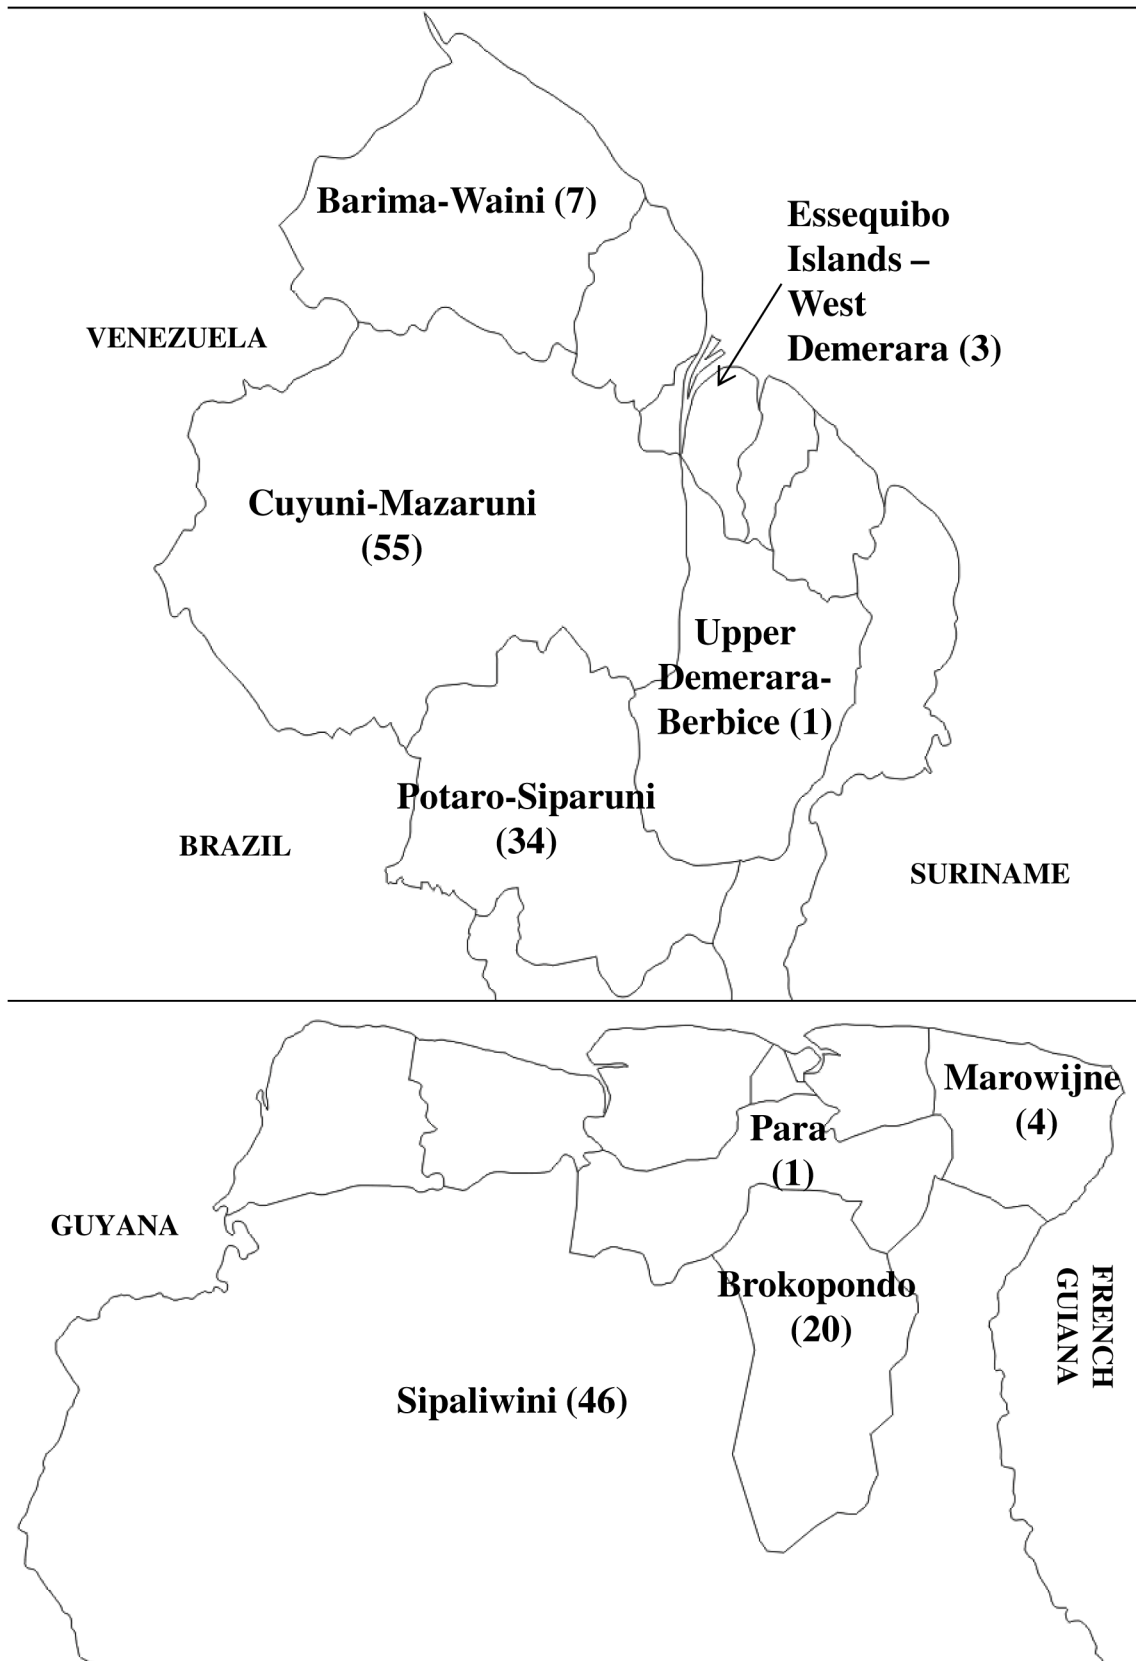 Barima-Waini (7)
Essequibo
Islands –
West
Demerara (3)
VENEZUELA
Cuyuni-Mazaruni
(55)
Upper
Demerara-
Berbice (1)
Potaro-Siparuni
(34)
BRAZIL
SURINAME
Marowijne
(4)
Para
(1)
GUYANA
Brokopondo
(20)
FRENCH
GUIANA
Sipaliwini (46)